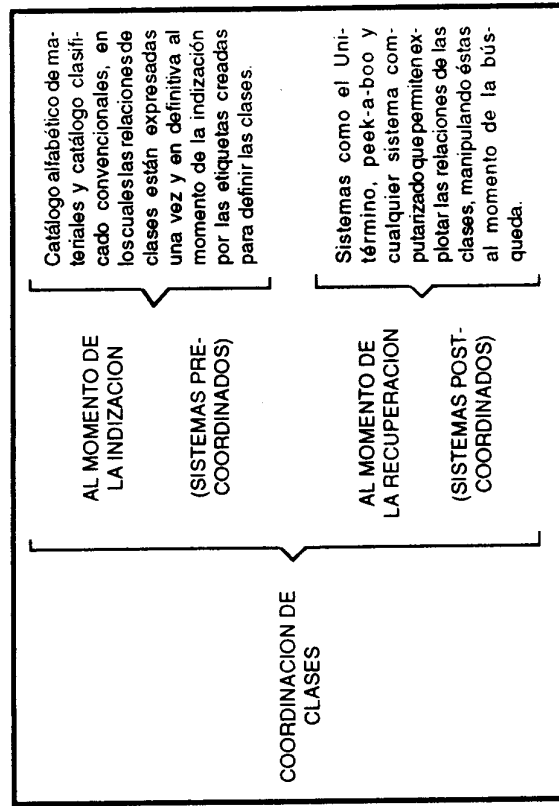 COORDINACION DE
CLASES
AL MOMENTO DE
LA INDIZACION
(SISTEMAS PRE-
COORDINADOS)
Catálogo alfabético de ma-
teriales y catálogo clasifi-
cado convencionales, en
los cuales las relaciones de
clases están expresadas
una vez y en definitiva al
momento de la indización
por las etiquetas creadas
para definir las clases.
AL MOMENTO DE
LA RECUPERACION
(SISTEMAS POST-
COORDINADOS)
Sistemas como el Uni-
término, peek-a-boo y
cualquier sistema com-
putarizado que permiten ex-
plotar las relaciones de las
clases, manipulando éstas
al momento de la bús-
queda.